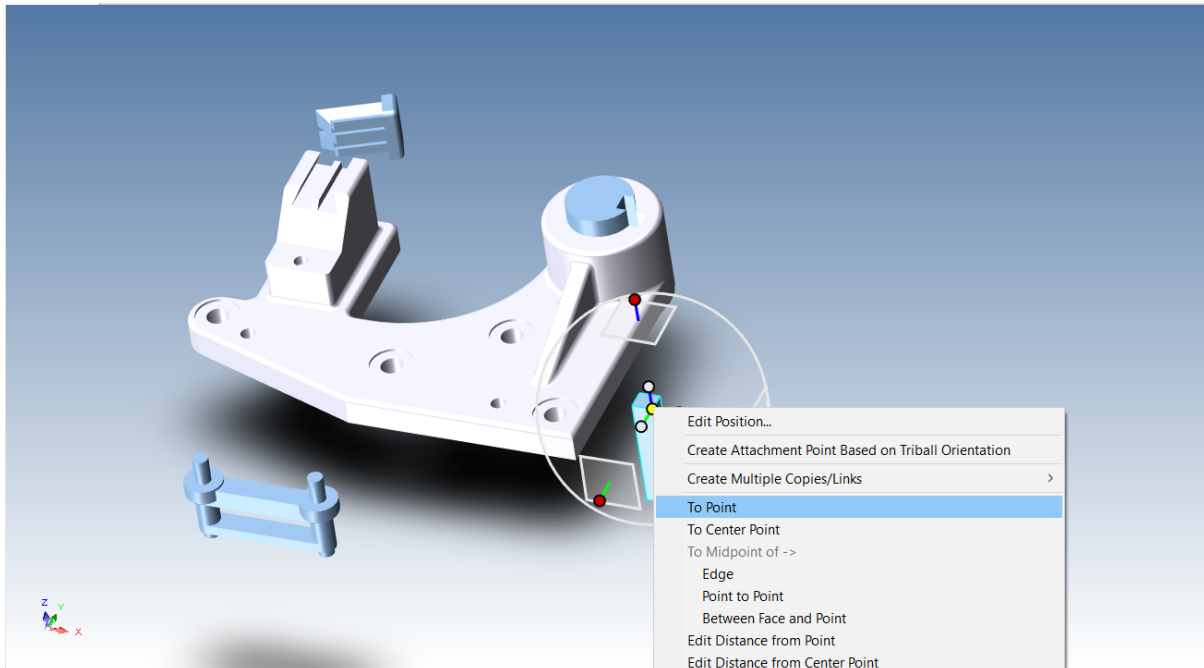 Edit Position...
Create Attachment Point Based on Triball Orientation
Create Multiple Copies/Links
To Point
To Center Point
To Midpoint of ->
Edge
Point to Point
Between Face and Point
Edit Distance from Point
Edit Distance from Center Point
Z
Y
X